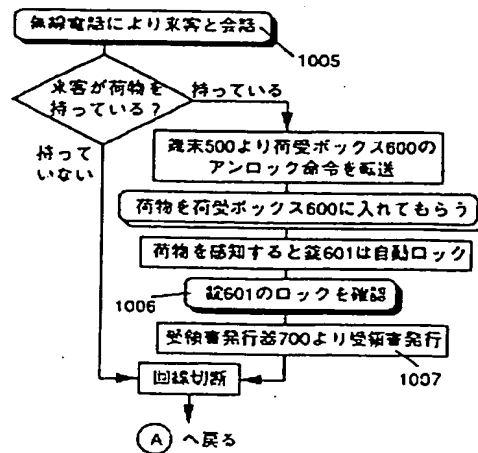 無線電話により来客と会話
1005
来客が荷物を
持っている?
持っている
持って
いない
端末500より荷受ボックス600の
アンロック命令を転送
荷物を荷受ボックス600に入れてもらう
荷物を感知すると錠601は自動ロック
1006
錠601のロックを確認
受領書発行器700より受領書発行
1007
回線切断
A へ戻る